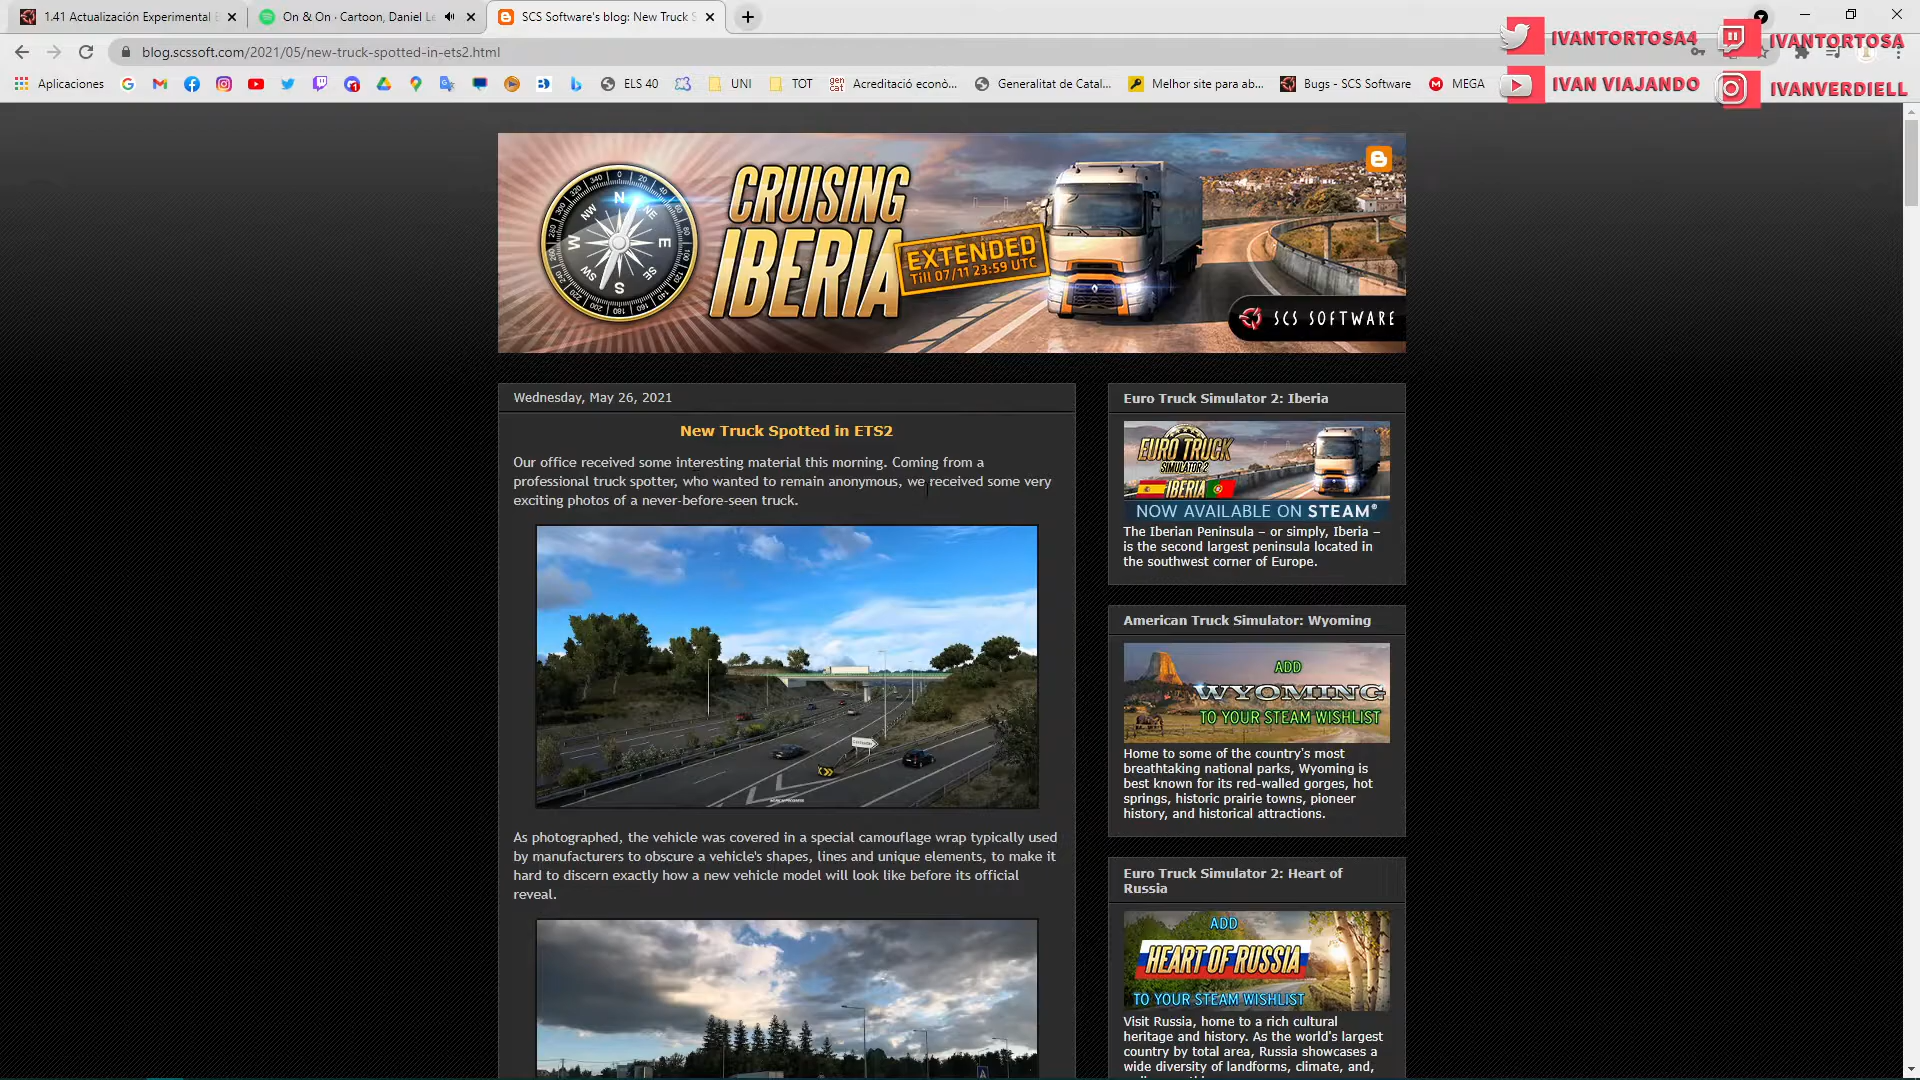 1.41 Actualización Experimental
On & On · Cartoon, Daniel Le
SCS Software's blog: New Truck S
blog.scssoft.com/2021/05/new-truck-spotted-in-ets2.html
Aplicaciones
ELS 40
UNI
TOT
gencat
Acreditació econò...
Generalitat de Catal...
Melhor site para ab...
Bugs - SCS Software
MEGA
IVANTORTOSA4
IVANTORTOSA
IVAN VIAJANDO
IVANVERDIELL
CRUISING
IBERIA
EXTENDED
Till 07/11 23:59 UTC
SCS SOFTWARE
Wednesday, May 26, 2021
New Truck Spotted in ETS2
Our office received some interesting material this morning. Coming from a
professional truck spotter, who wanted to remain anonymous, we received some very
exciting photos of a never-before-seen truck.
As photographed, the vehicle was covered in a special camouflage wrap typically used
by manufacturers to obscure a vehicle's shapes, lines and unique elements, to make it
hard to discern exactly how a new vehicle model will look like before its official
reveal.
Euro Truck Simulator 2: Iberia
EURO TRUCK
SIMULATOR 2
IBERIA
NOW AVAILABLE ON STEAM®
The Iberian Peninsula – or simply, Iberia –
is the second largest peninsula located in
the southwest corner of Europe.
American Truck Simulator: Wyoming
ADD
WYOMING
TO YOUR STEAM WISHLIST
Home to some of the country's most
breathtaking national parks, Wyoming is
best known for its red-walled gorges, hot
springs, historic prairie towns, pioneer
history, and historical attractions.
Euro Truck Simulator 2: Heart of
Russia
ADD
HEART OF RUSSIA
TO YOUR STEAM WISHLIST
Visit Russia, home to a rich cultural
heritage and history. As the world's largest
country by total area, Russia showcases a
wide diversity of landforms, climate, and,